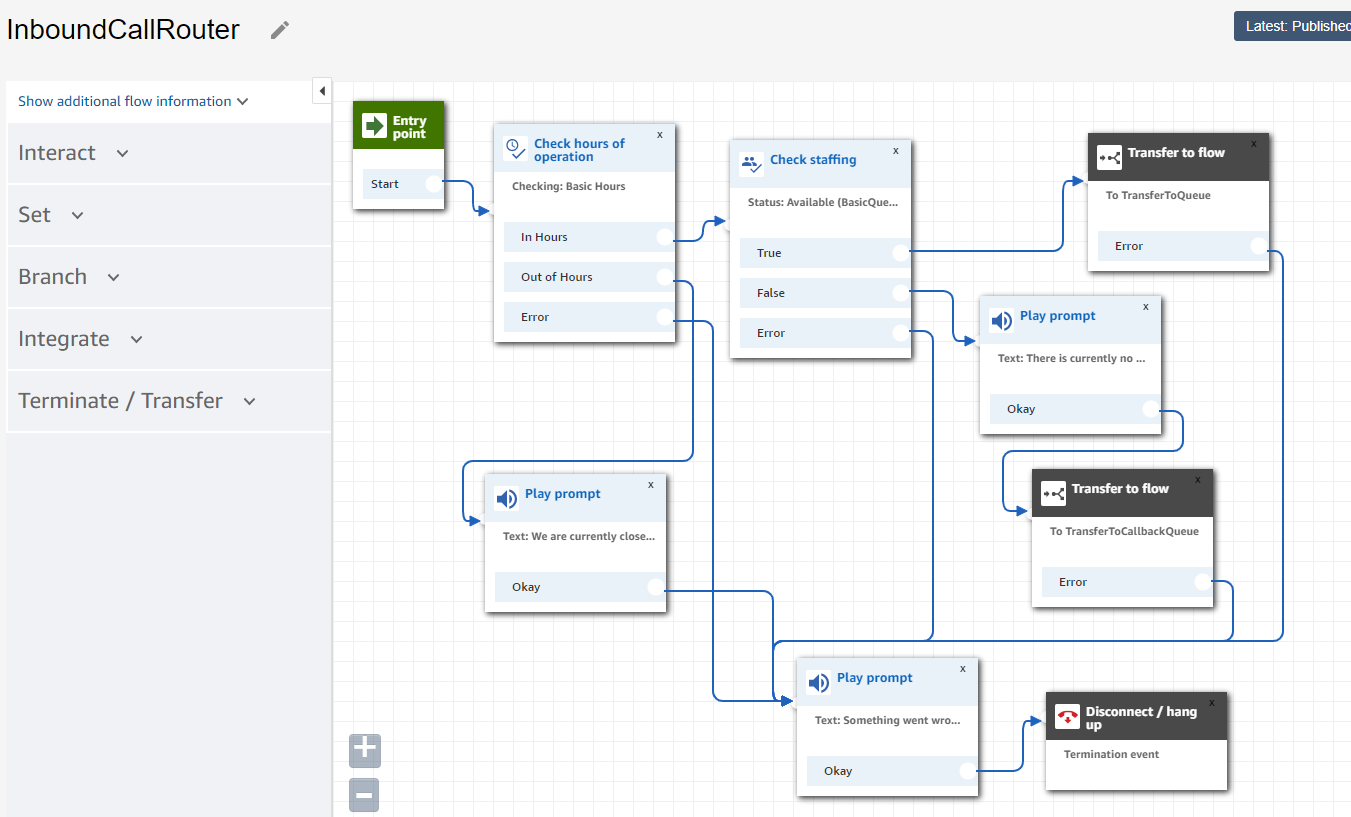 InboundCallRouter
Latest: Published
Show additional flow information
Interact
Set
Branch
Integrate
Terminate / Transfer
Entry
point
Start
Check hours of
operation
x
Checking: Basic Hours
In Hours
Out of Hours
Error
Check staffing
x
Status: Available (BasicQue...
True
False
Error
Transfer to flow
x
To TransferToQueue
Error
Play prompt
x
Text: There is currently no ...
Okay
Transfer to flow
x
To TransferToCallbackQueue
Error
Play prompt
x
Text: We are currently close...
Okay
Play prompt
x
Text: Something went wro...
Okay
Disconnect / hang
up
x
Termination event